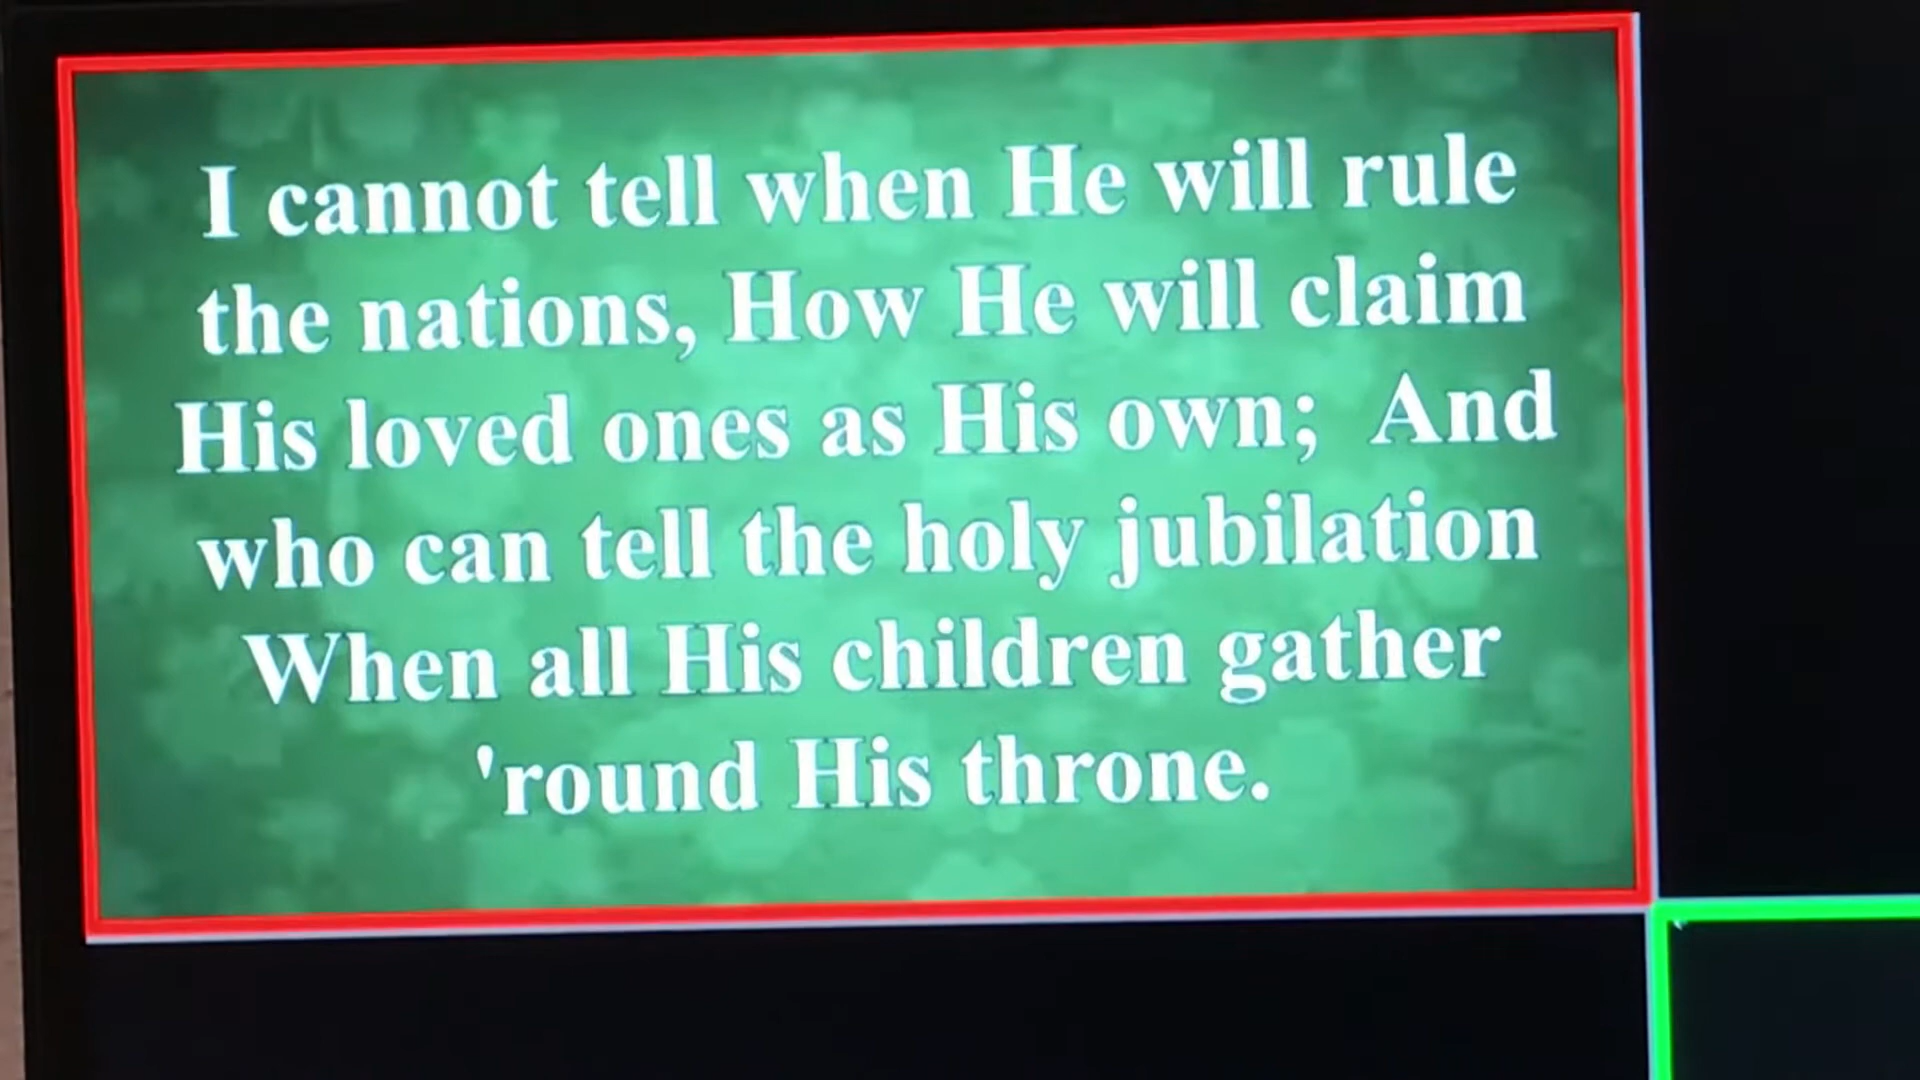 I cannot tell when He will rule
the nations, How He will claim
His loved ones as His own;  And
who can tell the holy jubilation
When all His children gather
'round His throne.